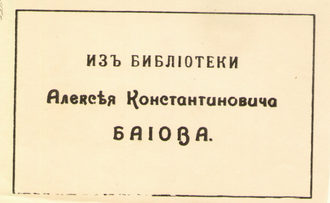 ИЗЪ БИБЛІОТЕКИ
Алексѣя Константиновича
БАІОВА.